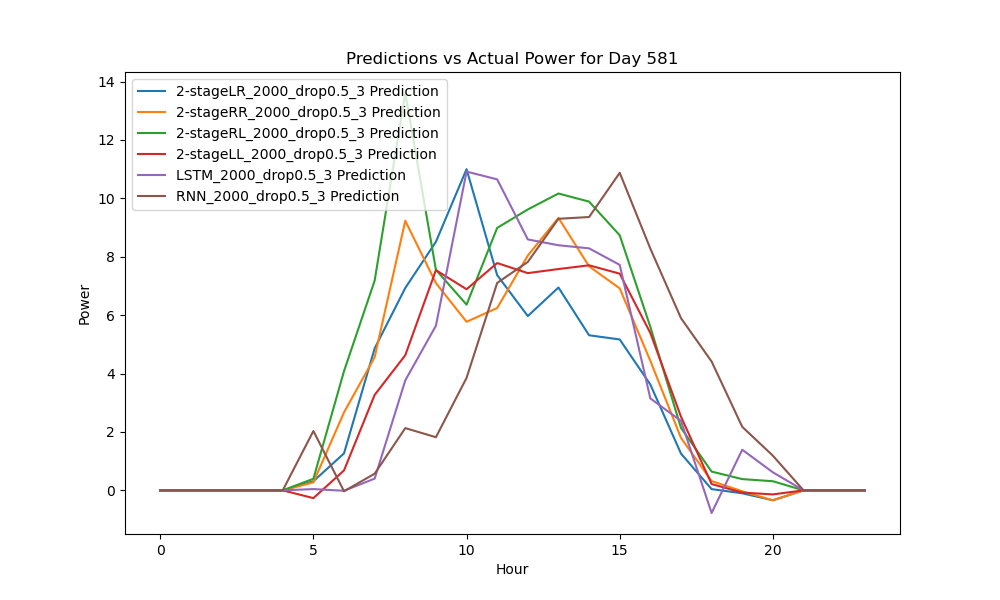 Predictions vs Actual Power for Day 581
2-stageLR_2000_drop0.5_3 Prediction
2-stageRR_2000_drop0.5_3 Prediction
2-stageRL_2000_drop0.5_3 Prediction
2-stageLL_2000_drop0.5_3 Prediction
LSTM_2000_drop0.5_3 Prediction
RNN_2000_drop0.5_3 Prediction
Power
14
12
10
8
6
4
2
0
0 5 10 15 20
Hour